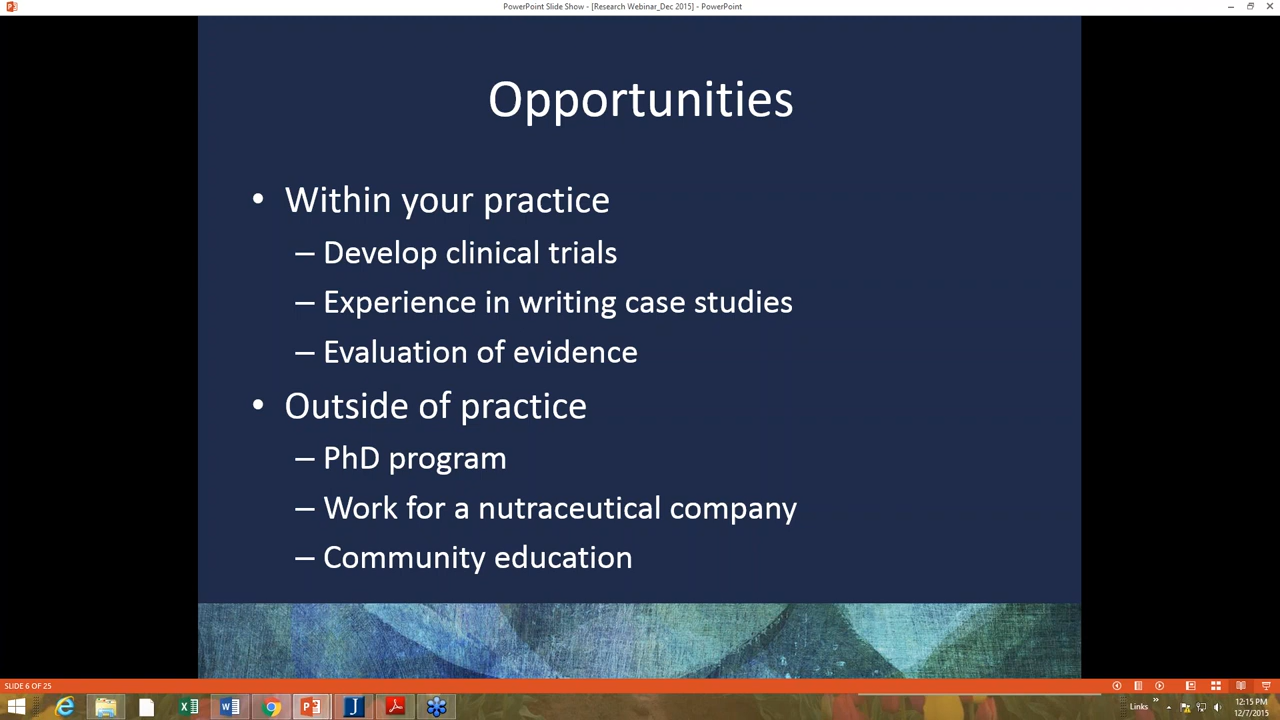 PowerPoint Slide Show - [Research Webinar_Dec 2015] - PowerPoint
Opportunities
• Within your practice
– Develop clinical trials
– Experience in writing case studies
– Evaluation of evidence
• Outside of practice
– PhD program
– Work for a nutraceutical company
– Community education
SLIDE 6 OF 25
Links
12:15 PM
12/7/2015